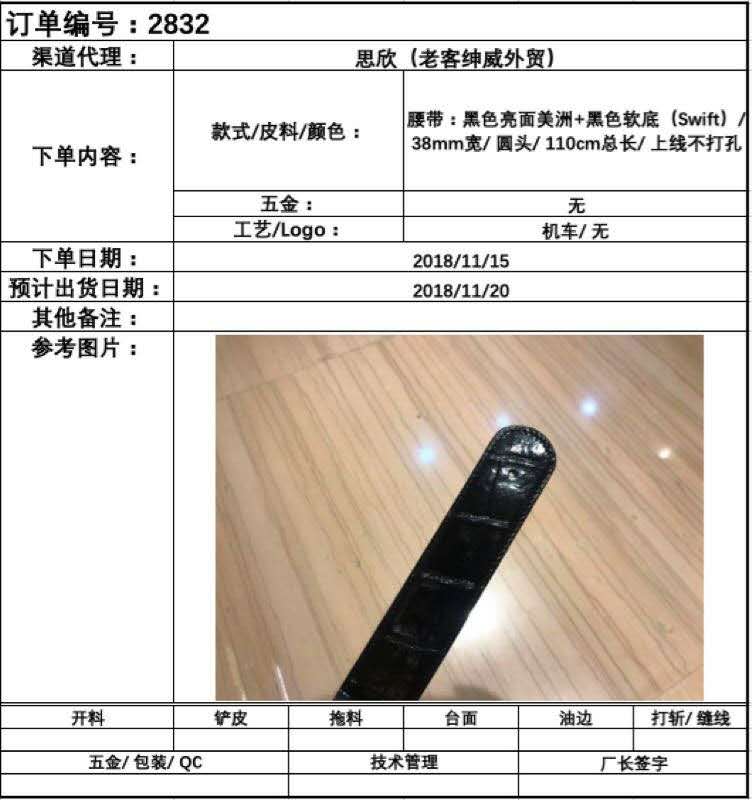 订单编号：2832
渠道代理：
思欣（老客绅威外贸）
下单内容：
款式/皮料/颜色：
腰带：黑色亮面美洲+黑色软底（Swift）/
38mm宽/ 圆头/ 110cm总长/ 上线不打孔
五金：
无
工艺/Logo：
机车/ 无
下单日期：
2018/11/15
预计出货日期：
2018/11/20
其他备注：
参考图片：
开料
铲皮
拖料
台面
油边
打斩/ 缝线
五金/ 包装/ QC
技术管理
厂长签字